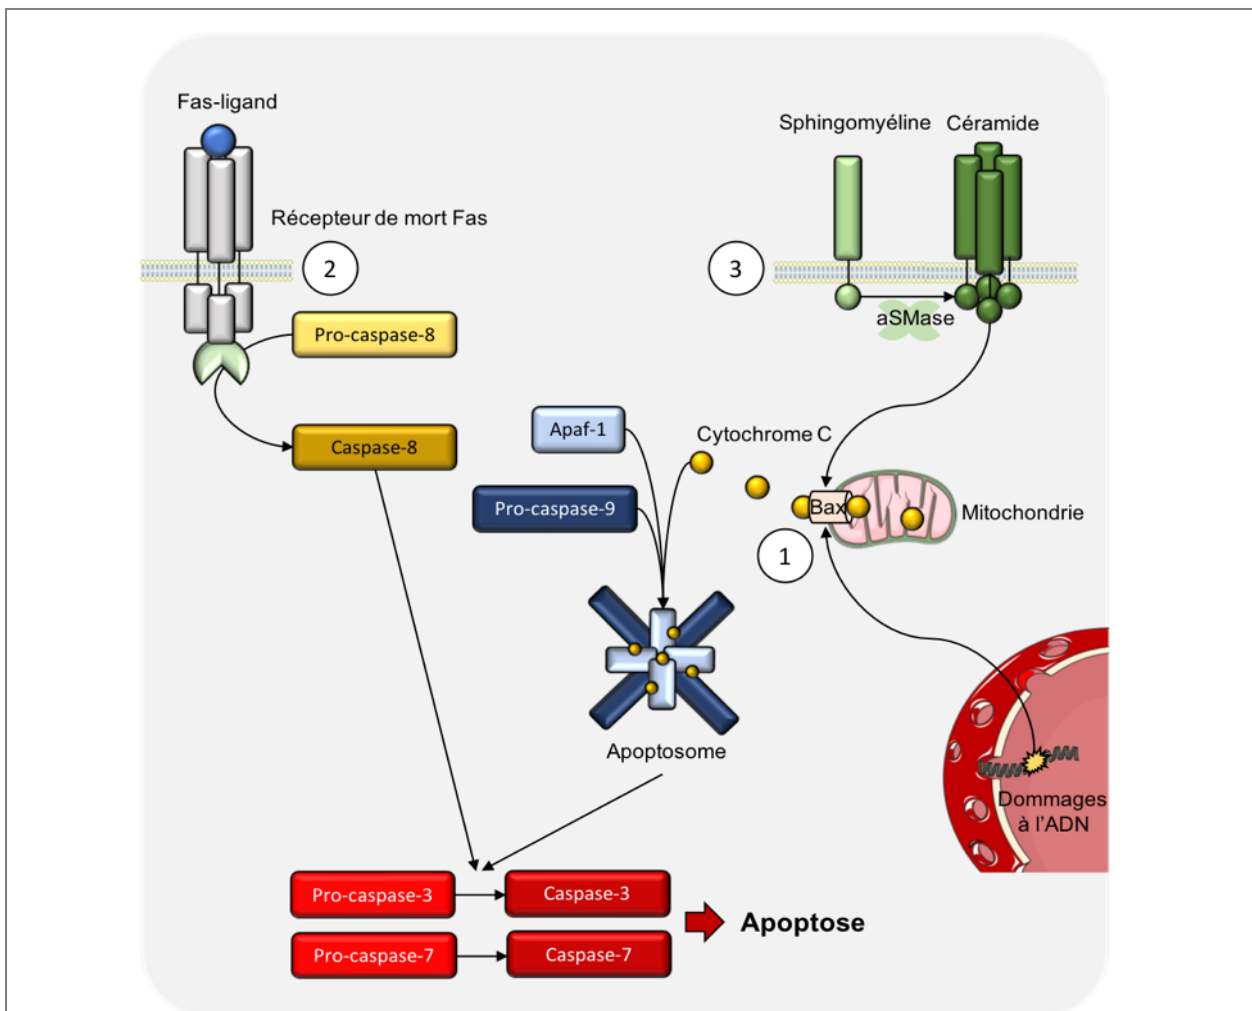 Fas-ligand
Sphingomyéline
Céramide
Récepteur de mort Fas
2
3
Pro-caspase-8
aSMase
Caspase-8
Apaf-1
Cytochrome C
Pro-caspase-9
Bax
Mitochondrie
1
Apoptosome
Dommages
à l'ADN
Pro-caspase-3
Caspase-3
Apoptose
Pro-caspase-7
Caspase-7